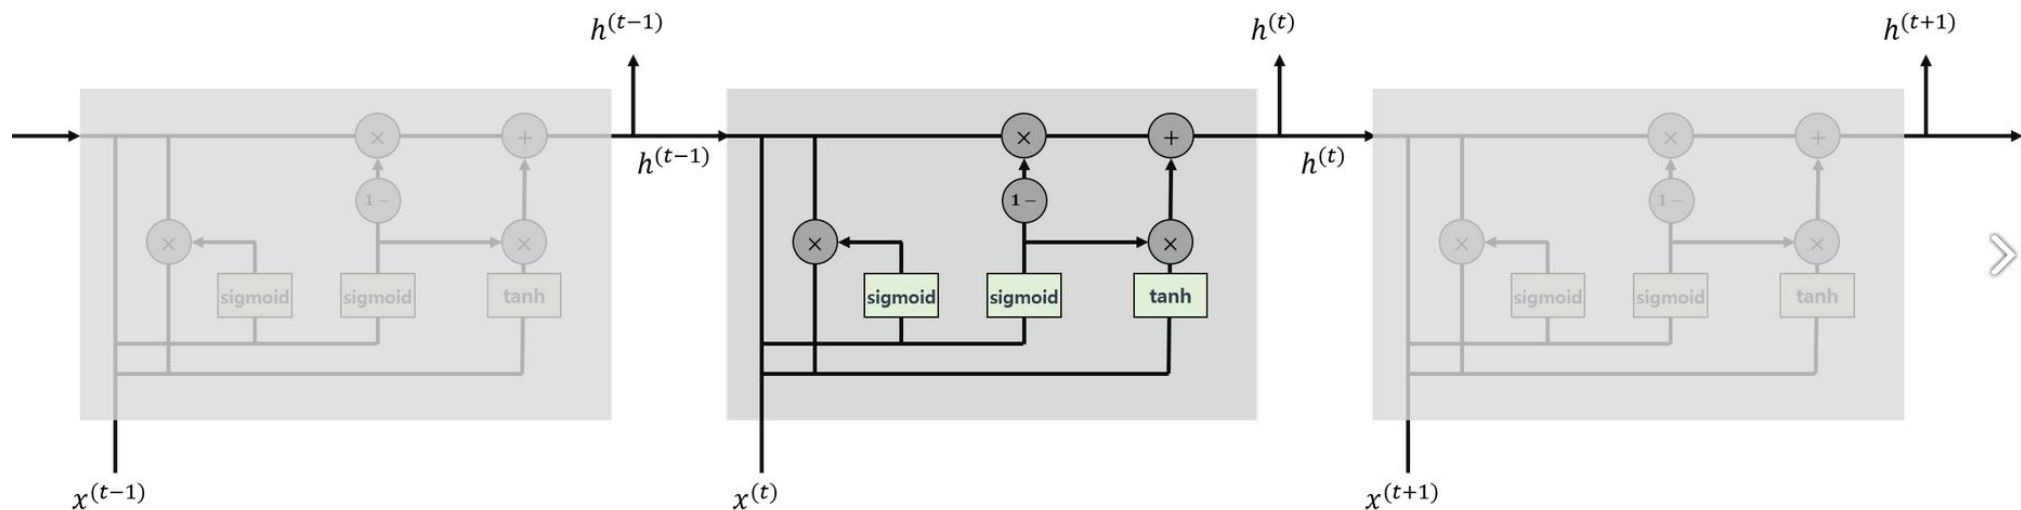 h^(t−1)
h^(t)
h^(t+1)
× + × + × +
h^(t−1)
h^(t)
1 − 1 − 1 −
× × × × × ×
sigmoid sigmoid tanh sigmoid sigmoid tanh sigmoid sigmoid tanh
x^(t−1)
x^(t)
x^(t+1)